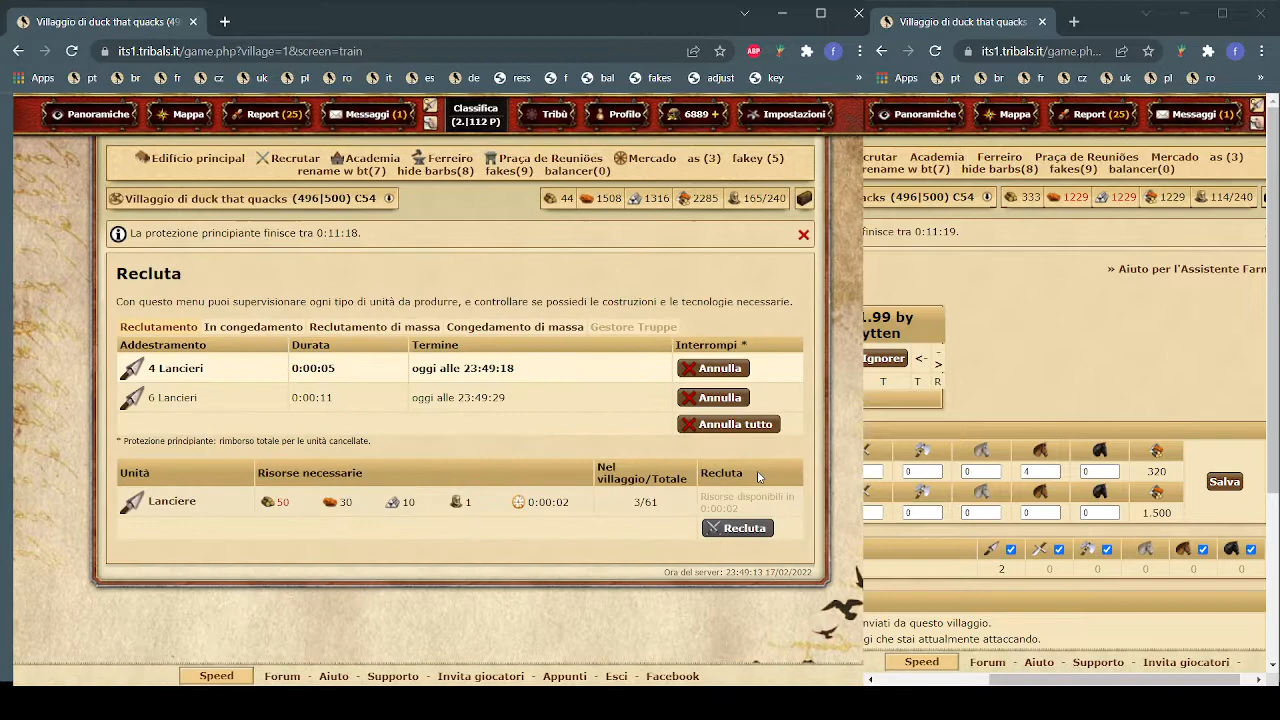 Villaggio di duck that quacks (496
Villaggio di duck that quacks
its1.tribals.it/game.php?village=1&screen=train
ABP
f
its1.tribals.it/game.ph...
f
Apps pt br fr cz uk pl ro it es de ress f bal fakes adjust key »
Apps pt br fr cz uk pl ro »
Panoramiche Mappa Report (25) Messaggi (1) Classifica (2.|112 P) Tribù Profilo 6889 + Impostazioni
Panoramiche Mappa Report (25) Messaggi (1)
Edificio principal Recrutar Academia Ferreiro Praça de Reuniões Mercado as (3) fakey (5)
rename w bt(7) hide barbs(8) fakes(9) balancer(0)
crutar Academia Ferreiro Praça de Reuniões Mercado as (3)
rename w bt(7) hide barbs(8) fakes(9) balancer(0)
Villaggio di duck that quacks (496|500) C54
44 1508 1316 2285 165/240
cks (496|500) C54 333 1229 1229 1229 114/240
La protezione principiante finisce tra 0:11:18.
finisce tra 0:11:19.
Recluta
Con questo menu puoi supervisionare ogni tipo di unità da produrre, e controllare se possiedi le costruzioni e le tecnologie necessarie.
Reclutamento In congedamento Reclutamento di massa Congedamento di massa Gestore Truppe
Addestramento Durata Termine Interrompi *
4 Lancieri 0:00:05 oggi alle 23:49:18 Annulla
6 Lancieri 0:00:11 oggi alle 23:49:29 Annulla
Annulla tutto
* Protezione principiante: rimborso totale per le unità cancellate.
Unità Risorse necessarie Nel villaggio/Totale Recluta
Lanciere 50 30 10 1 0:00:02 3/61 Risorse disponibili in 0:00:02
Recluta
Ora del server: 23:49:13 17/02/2022
» Aiuto per l'Assistente Farm
1.99 by
ytten
Ignorer <- ->
T T R
0 0 4 0 320
Salva
0 0 0 0 1.500
2 0 0 0 0 0
nviati da questo villaggio.
gi che stai attualmente attaccando.
Speed Forum - Aiuto - Supporto - Invita giocatori - Appunti - Esci - Facebook
Speed Forum - Aiuto - Supporto - Invita giocatori -